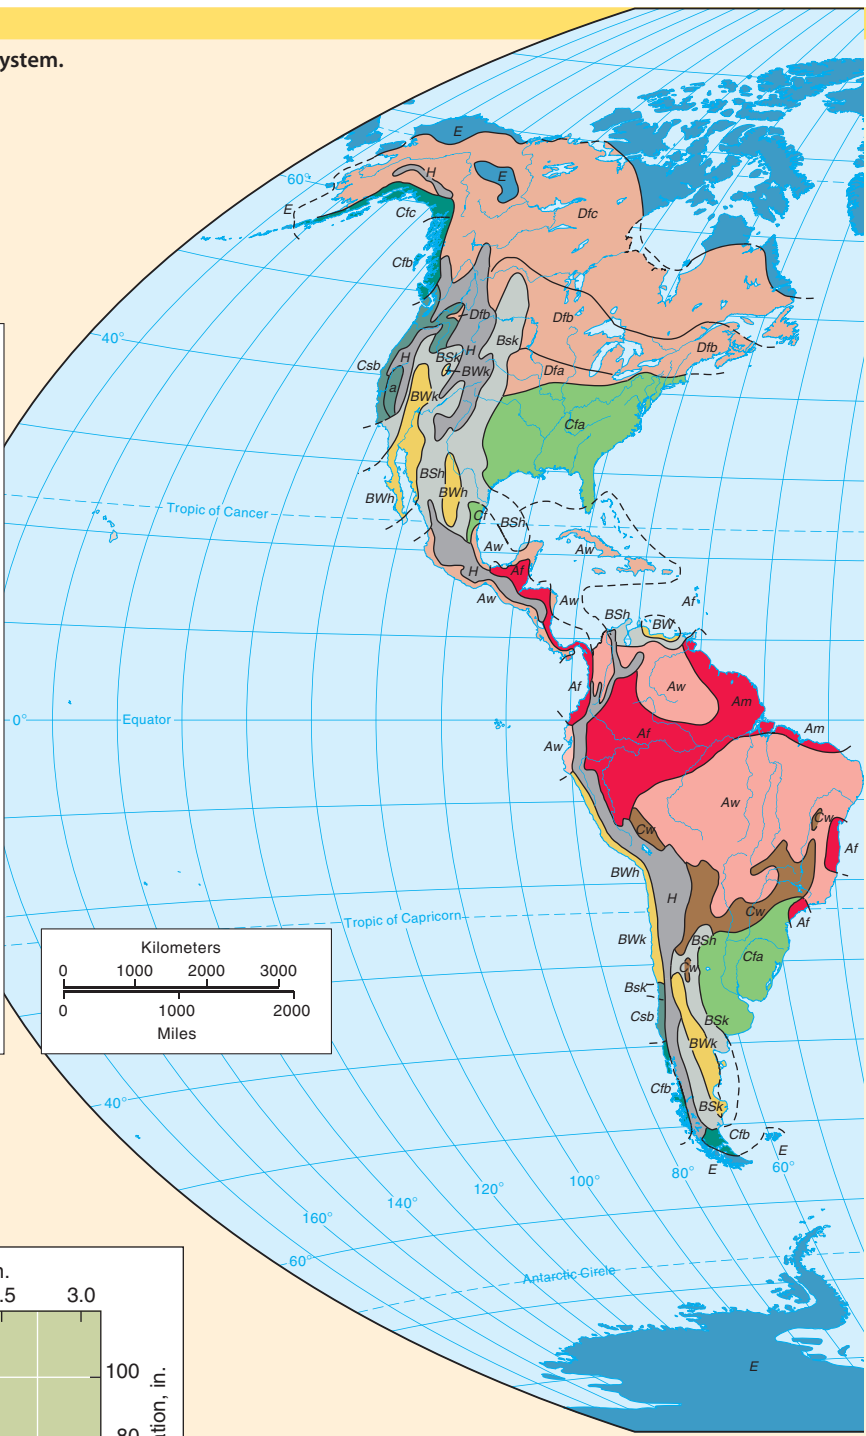 ystem.
E
H
E
60°
E
Cfc
Dfc
Cfb
Dfb
Dfb
Bsk
Dfb
40°
Csb
H
BSk
H
BWk
Dfa
a
BWk
Cfa
BSh
BWh
BWh
Cf
BSh
Tropic of Cancer
Aw
Aw
Af
H
Aw
Aw
Af
BSh
BW
Af
Aw
Am
0°
Equator
Af
Am
Aw
Aw
Cw
Cw
Af
BWh
H
Cw
Tropic of Capricorn
Af
BWk
BSh
Cfa
Cw
Kilometers
0 1000 2000 3000
0 1000 2000
Miles
Bsk
Csb
BSk
BWk
Cfb
BSk
40°
Cfb
E
E
80°
60°
100°
120°
140°
160°
60°
Antarctic Circle
E
.5 3.0
100
80